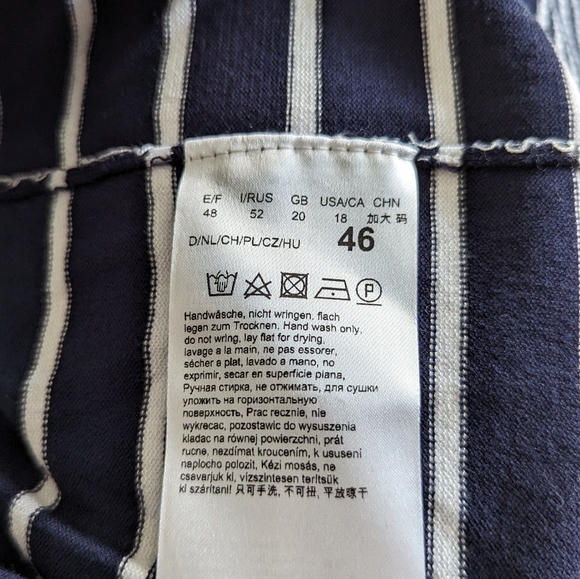 E/F I/RUS GB USA/CA CHN
48 52 20 18 加大 码
D/NL/CH/PL/CZ/HU 46
P
Handwäsche, nicht wringen, flach
legen zum Trocknen. Hand wash only,
do not wring, lay flat for drying,
lavage a la main, ne pas essorer,
sécher a plat, lavado a mano, no
exprimir, secar en superficie piana,
Ручная стирка, не отжимать, для сушки
уложить на горизонтальную
поверхность, Prac recznie, nie
wykrecac, pozostawic do wysuszenia
kladac na równej powierzchni, prát
rucne, nezdímat kroucením, k ususení
naplocho polozit, Kézi mosás, ne
csavarjuk ki, vízszintesen terítsük
ki szárítani! 只可手洗, 不可扭, 平放晾干